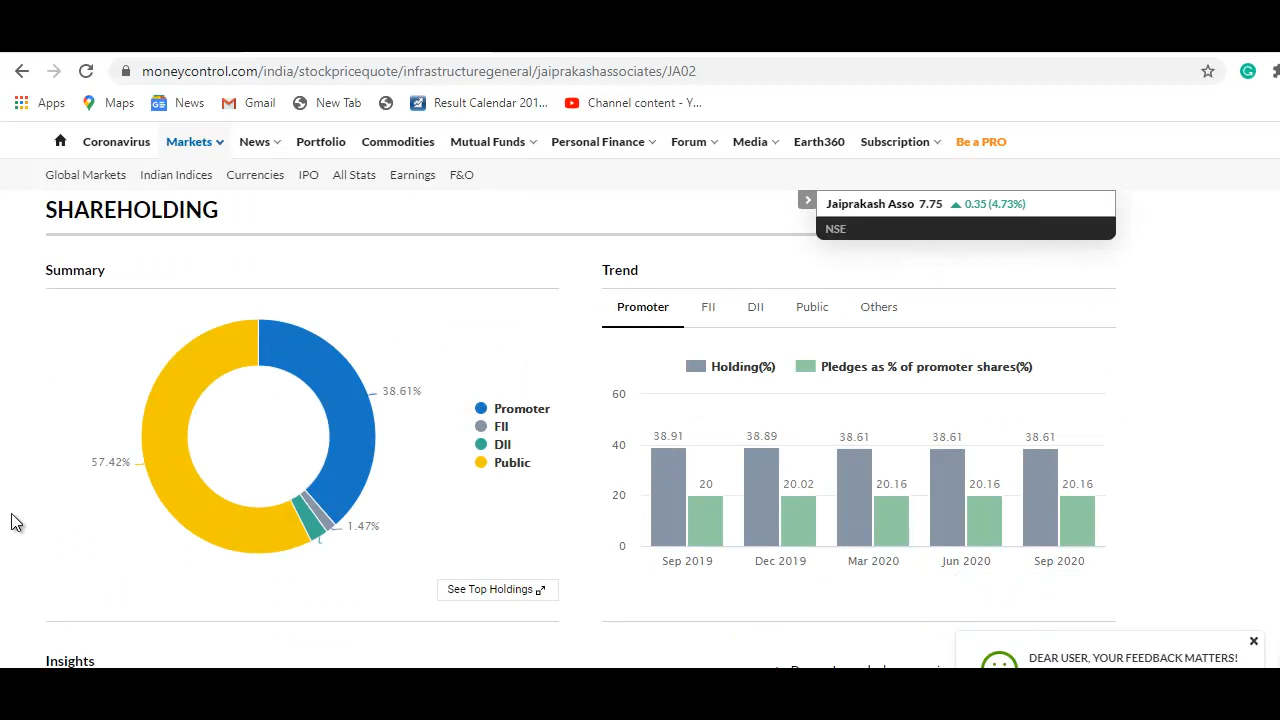 moneycontrol.com/india/stockpricequote/infrastructuregeneral/jaiprakashassociates/JA02
Apps Maps News Gmail New Tab Result Calendar 201... Channel content - Y...
Coronavirus Markets News Portfolio Commodities Mutual Funds Personal Finance Forum Media Earth360 Subscription Be a PRO
Global Markets Indian Indices Currencies IPO All Stats Earnings F&O
SHAREHOLDING
Jaiprakash Asso 7.75 0.35 (4.73%)
NSE
Summary
38.61%
57.42%
1.47%
Promoter
FII
DII
Public
See Top Holdings
Trend
Promoter FII DII Public Others
Holding(%) Pledges as % of promoter shares(%)
60
40
20
0
38.91 38.89 38.61 38.61 38.61
20 20.02 20.16 20.16 20.16
Sep 2019 Dec 2019 Mar 2020 Jun 2020 Sep 2020
Insights
DEAR USER, YOUR FEEDBACK MATTERS!